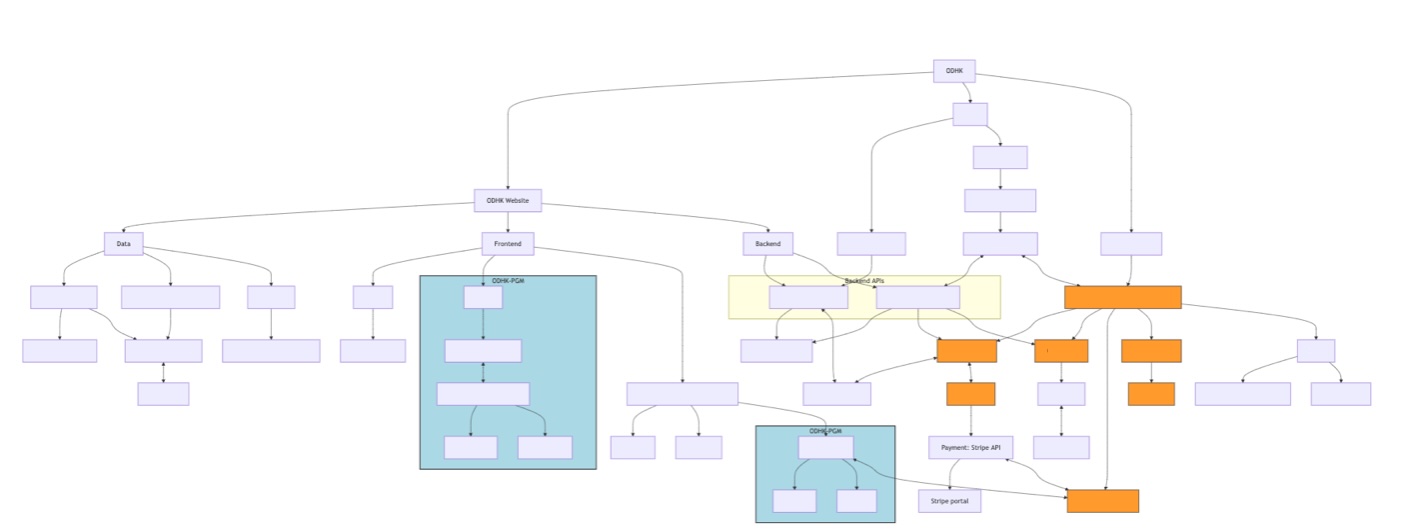 ODHK
ODHK Website
Data
Frontend
Backend
ODHK-PGM
Backend APIs
ODHK-PGM
Payment: Stripe API
Stripe portal